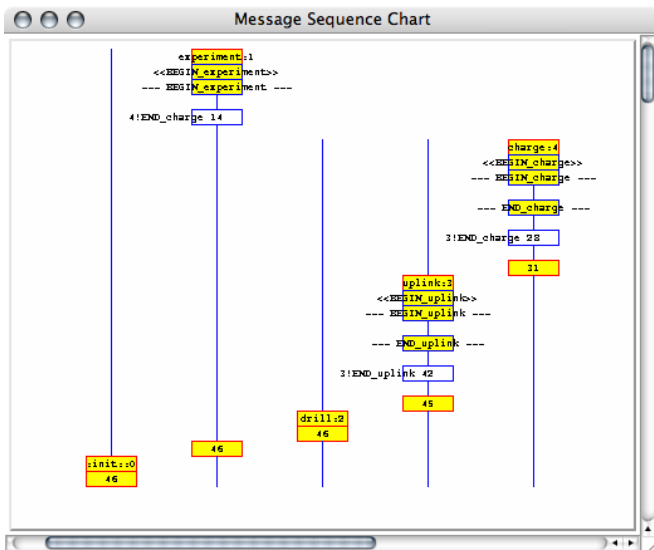 Message Sequence Chart
experiment:1
<<BEGIN_experiment>>
--- BEGIN_experiment ---
4!END_charge 14
charge:4
<<BEGIN_charge>>
--- BEGIN_charge ---
--- END_charge ---
3!END_charge 28
31
uplink:3
<<BEGIN_uplink>>
--- BEGIN_uplink ---
--- END_uplink ---
3!END_uplink 42
45
drill:2
46
46
:init::0
46